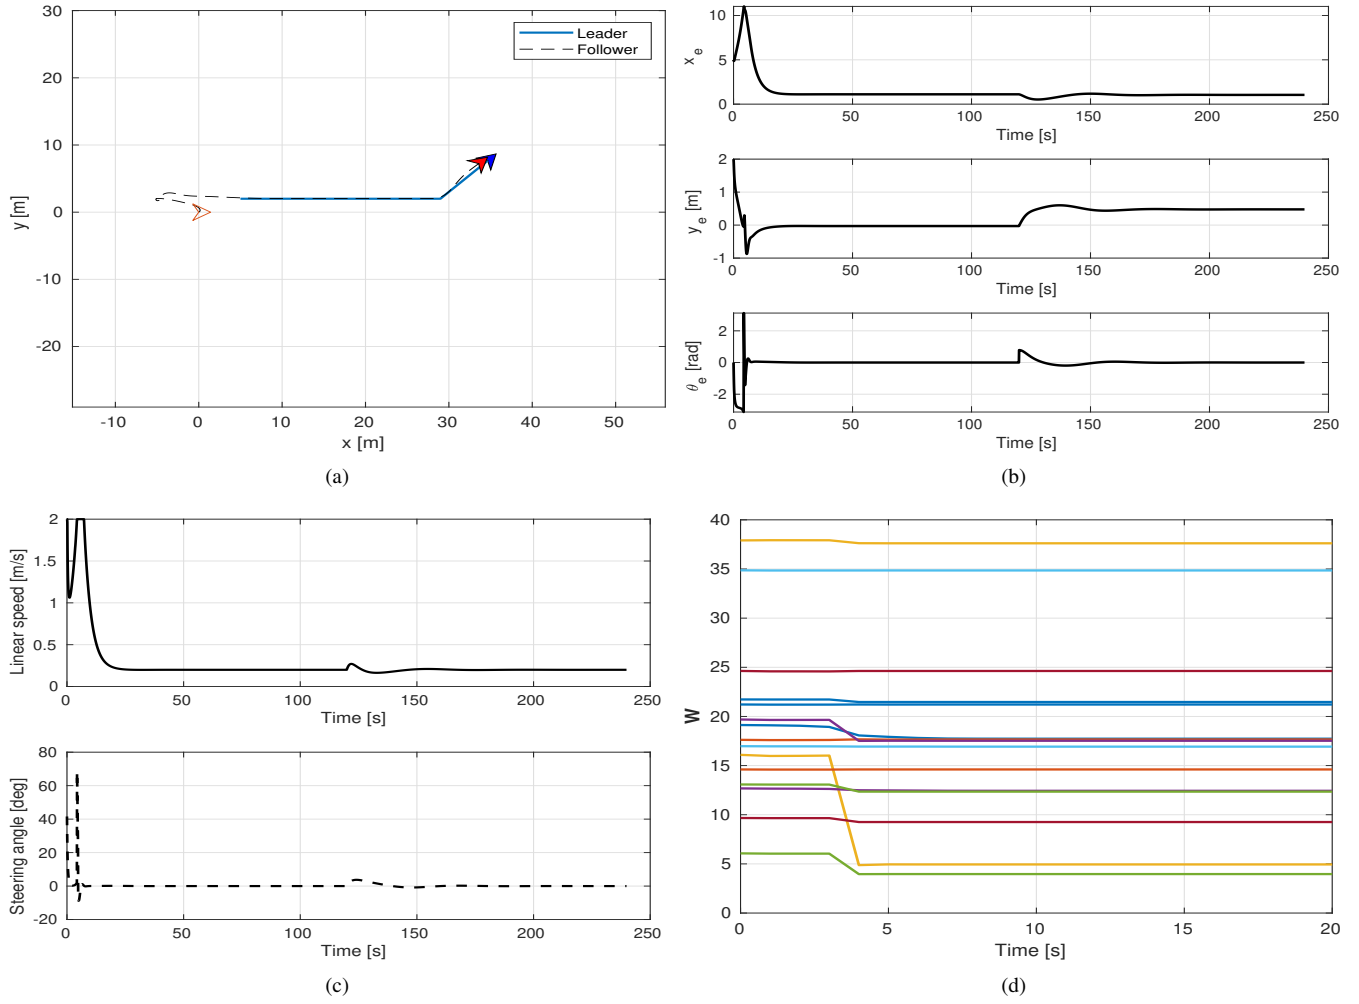 30
20
10
0
-10
-20
-10 0 10 20 30 40 50
y [m]
x [m]
Leader
Follower
(a)
10
5
0
0 50 100 150 200 250
x_e
Time [s]
2
1
0
-1
0 50 100 150 200 250
y_e [m]
Time [s]
2
0
-2
0 50 100 150 200 250
θ_e [rad]
Time [s]
(b)
2
1.5
1
0.5
0
0 50 100 150 200 250
Linear speed [m/s]
Time [s]
80
60
40
20
0
-20
0 50 100 150 200 250
Steering angle [deg]
Time [s]
(c)
40
35
30
25
20
15
10
5
0
0 5 10 15 20
W
Time [s]
(d)